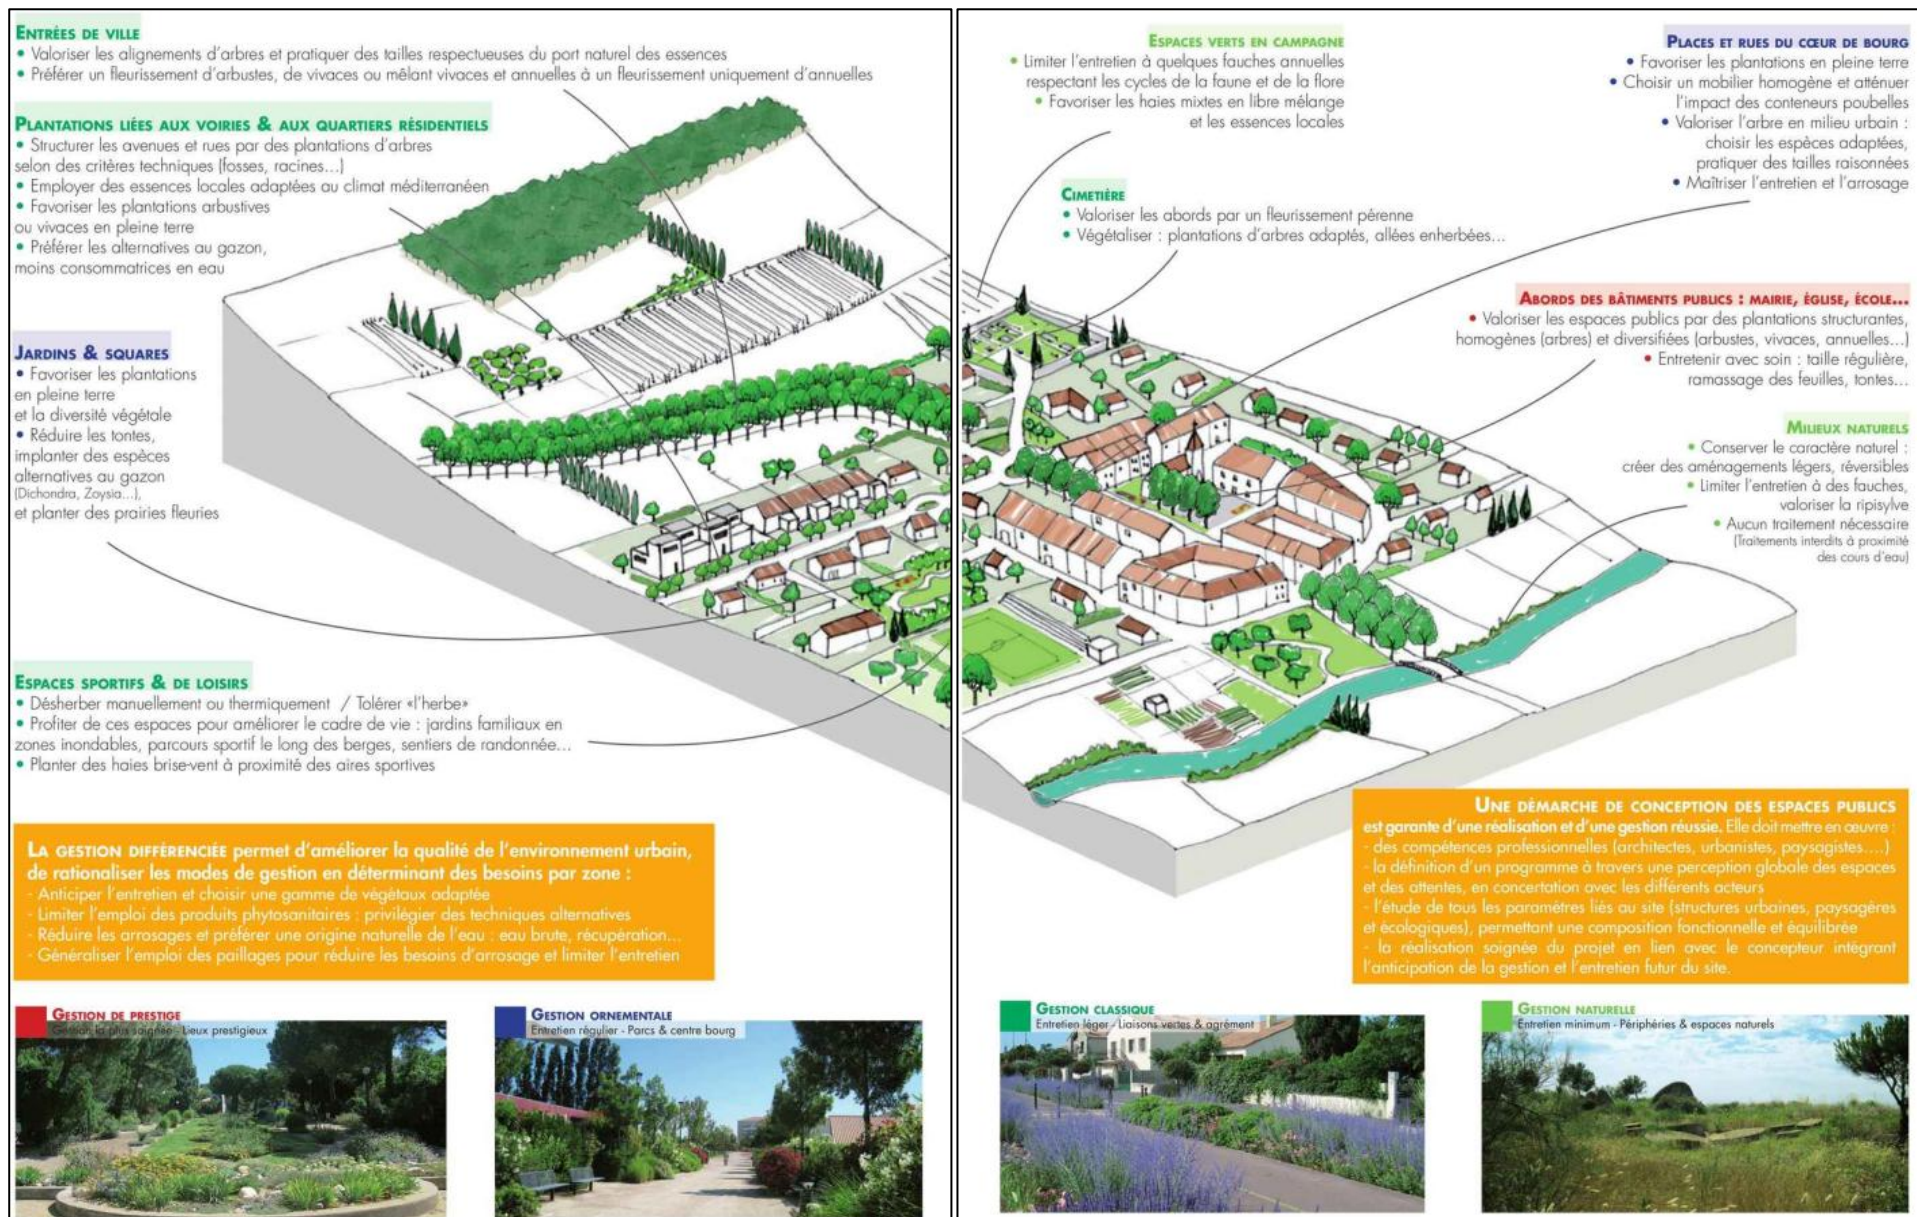 ENTRÉES DE VILLE
• Valoriser les alignements d'arbres et pratiquer des tailles respectueuses du port naturel des essences
• Préférer un fleurissement d'arbustes, de vivaces ou mêlant vivaces et annuelles à un fleurissement uniquement d'annuelles
PLANTATIONS LIÉES AUX VOIRIES & AUX QUARTIERS RÉSIDENTIELS
• Structurer les avenues et rues par des plantations d'arbres
selon des critères techniques (fosses, racines...)
• Employer des essences locales adaptées au climat méditerranéen
• Favoriser les plantations arbustives
ou vivaces en pleine terre
• Préférer les alternatives au gazon,
moins consommatrices en eau
JARDINS & SQUARES
• Favoriser les plantations
en pleine terre
et la diversité végétale
• Réduire les tontes,
implanter des espèces
alternatives au gazon
(Dichondra, Zoysia...),
et planter des prairies fleuries
ESPACES SPORTIFS & DE LOISIRS
• Désherber manuellement ou thermiquement / Tolérer «l'herbe»
• Profiter de ces espaces pour améliorer le cadre de vie : jardins familiaux en
zones inondables, parcours sportif le long des berges, sentiers de randonnée...
• Planter des haies brise-vent à proximité des aires sportives
LA GESTION DIFFÉRENCIÉE permet d'améliorer la qualité de l'environnement urbain,
de rationaliser les modes de gestion en déterminant des besoins par zone :
- Anticiper l'entretien et choisir une gamme de végétaux adaptée
- Limiter l'emploi des produits phytosanitaires : privilégier des techniques alternatives
- Réduire les arrosages et préférer une origine naturelle de l'eau : eau brute, récupération...
- Généraliser l'emploi des paillages pour réduire les besoins d'arrosage et limiter l'entretien
GESTION DE PRESTIGE
Gestion la plus soignée - Lieux prestigieux
GESTION ORNEMENTALE
Entretien régulier - Parcs & centre bourg
ESPACES VERTS EN CAMPAGNE
• Limiter l'entretien à quelques fauches annuelles
respectant les cycles de la faune et de la flore
• Favoriser les haies mixtes en libre mélange
et les essences locales
CIMETIÈRE
• Valoriser les abords par un fleurissement pérenne
• Végétaliser : plantations d'arbres adaptés, allées enherbées...
PLACES ET RUES DU CŒUR DE BOURG
• Favoriser les plantations en pleine terre
• Choisir un mobilier homogène et atténuer
l'impact des conteneurs poubelles
• Valoriser l'arbre en milieu urbain :
choisir les espèces adaptées,
pratiquer des tailles raisonnées
• Maîtriser l'entretien et l'arrosage
ABORDS DES BÂTIMENTS PUBLICS : MAIRIE, ÉGLISE, ÉCOLE...
• Valoriser les espaces publics par des plantations structurantes,
homogènes (arbres) et diversifiées (arbustes, vivaces, annuelles...)
• Entretenir avec soin : taille régulière,
ramassage des feuilles, tontes...
MILIEUX NATURELS
• Conserver le caractère naturel :
créer des aménagements légers, réversibles
• Limiter l'entretien à des fauches,
valoriser la ripisylve
• Aucun traitement nécessaire
(Traitements interdits à proximité
des cours d'eau)
UNE DÉMARCHE DE CONCEPTION DES ESPACES PUBLICS
est garante d'une réalisation et d'une gestion réussie. Elle doit mettre en œuvre :
- des compétences professionnelles (architectes, urbanistes, paysagistes....)
- la définition d'un programme à travers une perception globale des espaces
et des attentes, en concertation avec les différents acteurs
- l'étude de tous les paramètres liés au site (structures urbaines, paysagères
et écologiques), permettant une composition fonctionnelle et équilibrée
- la réalisation soignée du projet en lien avec le concepteur intégrant
l'anticipation de la gestion et l'entretien futur du site.
GESTION CLASSIQUE
Entretien léger - Liaisons vertes & agrément
GESTION NATURELLE
Entretien minimum - Périphéries & espaces naturels